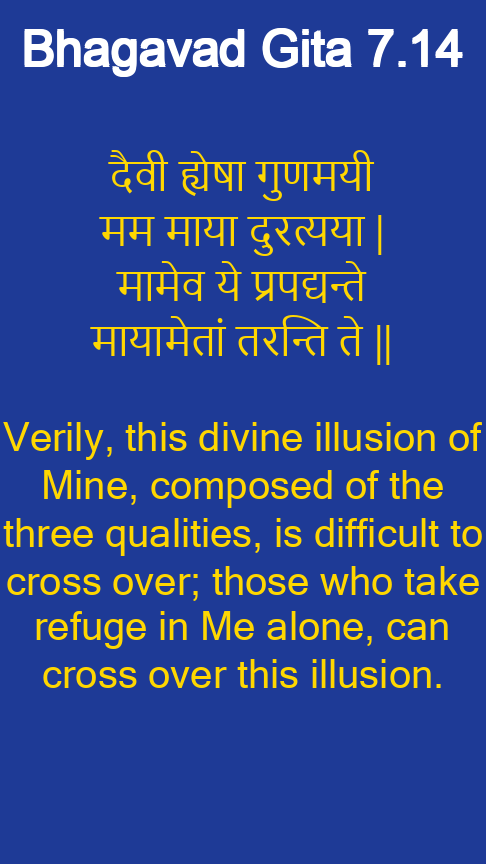 Bhagavad Gita 7.14
दैवी ह्येषा गुणमयी
मम माया दुरत्यया |
मामेव ये प्रपद्यन्ते
मायामेतां तरन्ति ते ||
Verily, this divine illusion of
Mine, composed of the
three qualities, is difficult to
cross over; those who take
refuge in Me alone, can
cross over this illusion.